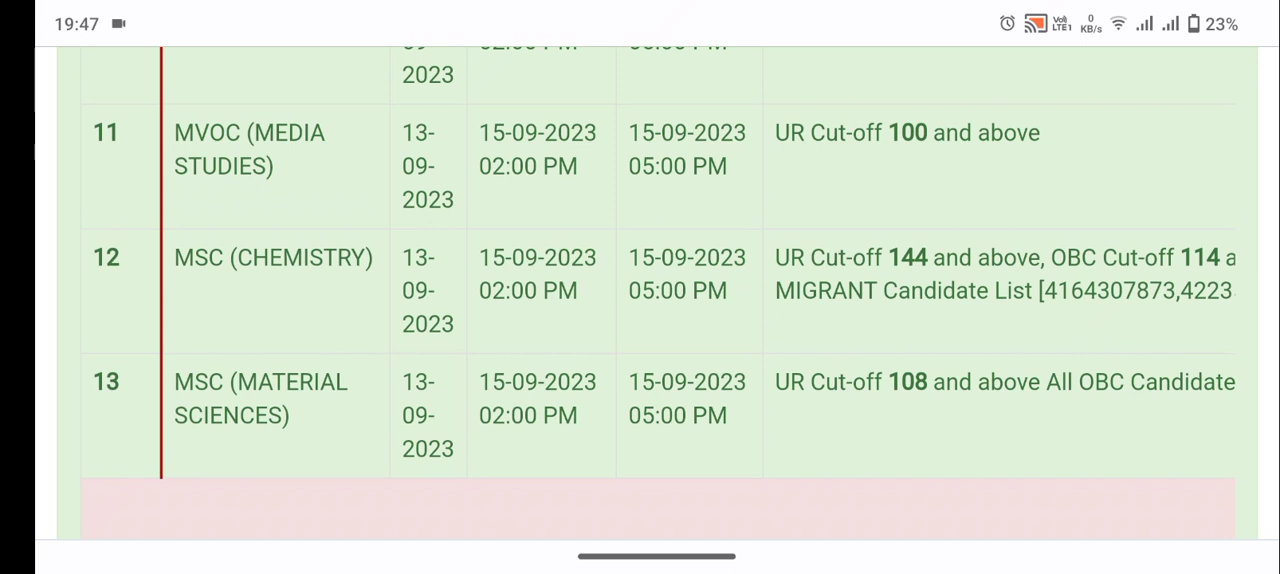 19:47
Vo) LTE1 0 KB/s 23%
2023
11 MVOC (MEDIA STUDIES) 13-09-2023 15-09-2023 02:00 PM 15-09-2023 05:00 PM UR Cut-off 100 and above
12 MSC (CHEMISTRY) 13-09-2023 15-09-2023 02:00 PM 15-09-2023 05:00 PM UR Cut-off 144 and above, OBC Cut-off 114 a
MIGRANT Candidate List [4164307873,4223
13 MSC (MATERIAL SCIENCES) 13-09-2023 15-09-2023 02:00 PM 15-09-2023 05:00 PM UR Cut-off 108 and above All OBC Candidate